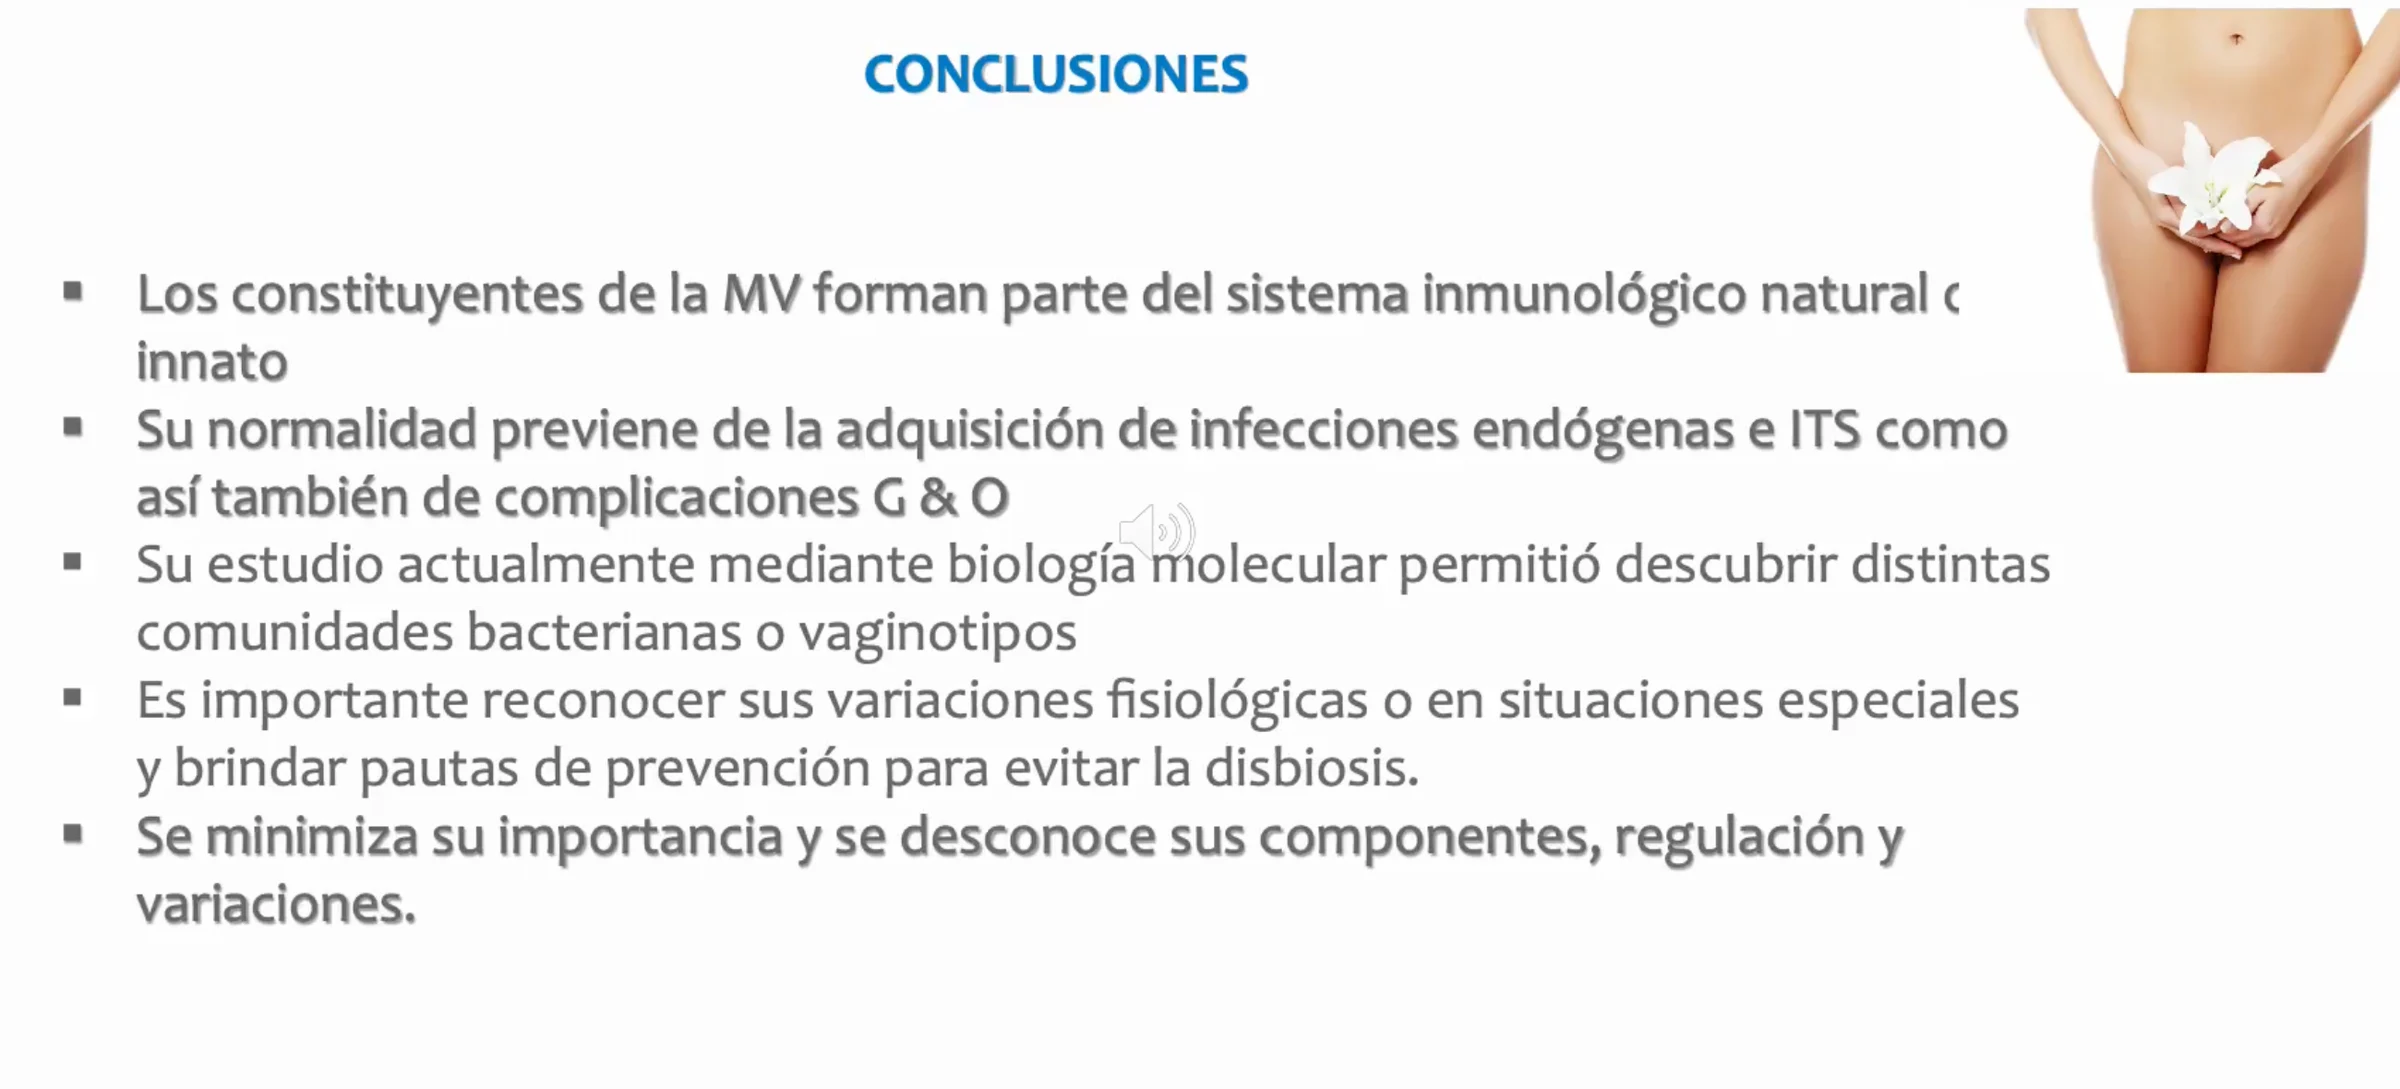 CONCLUSIONES
▪ Los constituyentes de la MV forman parte del sistema inmunológico natural
innato
▪ Su normalidad previene de la adquisición de infecciones endógenas e ITS como
así también de complicaciones G & O
▪ Su estudio actualmente mediante biología molecular permitió descubrir distintas
comunidades bacterianas o vaginotipos
▪ Es importante reconocer sus variaciones fisiológicas o en situaciones especiales
y brindar pautas de prevención para evitar la disbiosis.
▪ Se minimiza su importancia y se desconoce sus componentes, regulación y
variaciones.